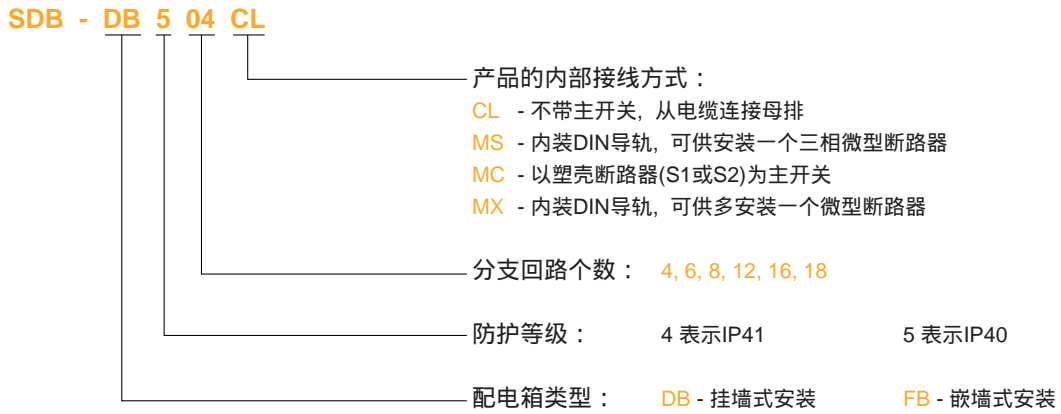 SDB - DB 5 04 CL
产品的内部接线方式：
CL - 不带主开关, 从电缆连接母排
MS - 内装DIN导轨, 可供安装一个三相微型断路器
MC - 以塑壳断路器(S1或S2)为主开关
MX - 内装DIN导轨, 可供多安装一个微型断路器
分支回路个数： 4, 6, 8, 12, 16, 18
防护等级： 4 表示IP41 5 表示IP40
配电箱类型： DB - 挂墙式安装 FB - 嵌墙式安装